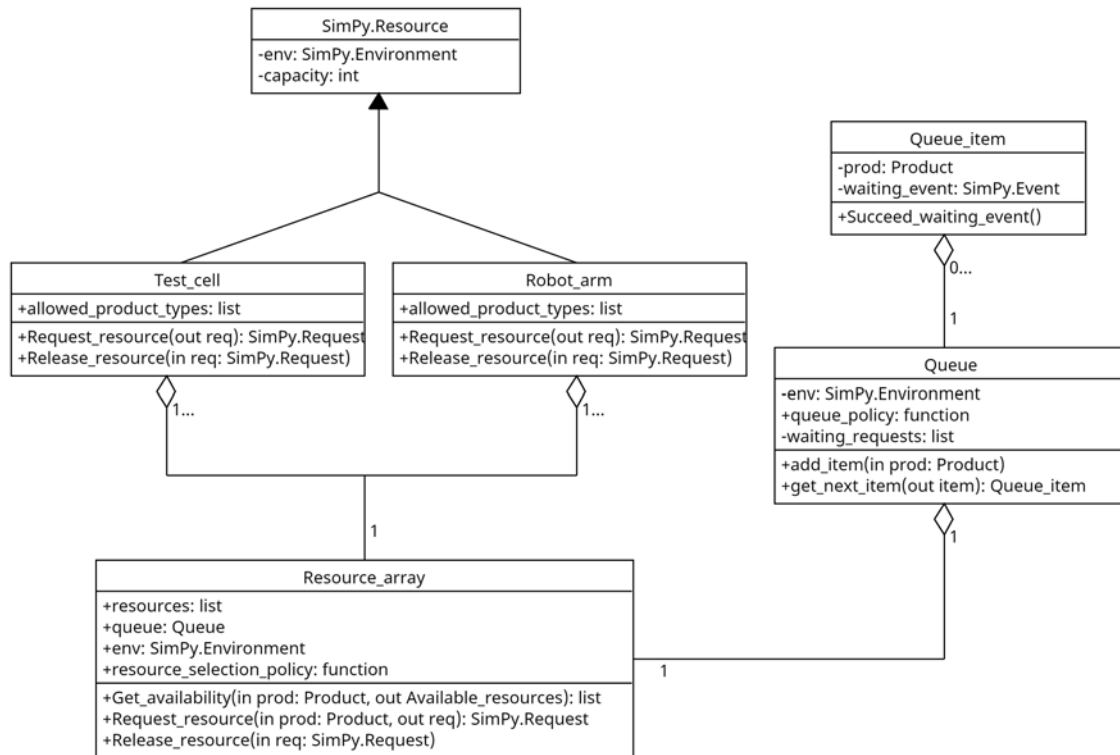 SimPy.Resource
-env: SimPy.Environment
-capacity: int
Queue_item
-prod: Product
-waiting_event: SimPy.Event
+Succeed_waiting_event()
0...
1
Test_cell
+allowed_product_types: list
+Request_resource(out req): SimPy.Request
+Release_resource(in req: SimPy.Request)
1...
Robot_arm
+allowed_product_types: list
+Request_resource(out req): SimPy.Request
+Release_resource(in req: SimPy.Request)
1...
Queue
-env: SimPy.Environment
+queue_policy: function
-waiting_requests: list
+add_item(in prod: Product)
+get_next_item(out item): Queue_item
1
1
Resource_array
+resources: list
+queue: Queue
+env: SimPy.Environment
+resource_selection_policy: function
+Get_availability(in prod: Product, out Available_resources): list
+Request_resource(in prod: Product, out req): SimPy.Request
+Release_resource(in req: SimPy.Request)
1